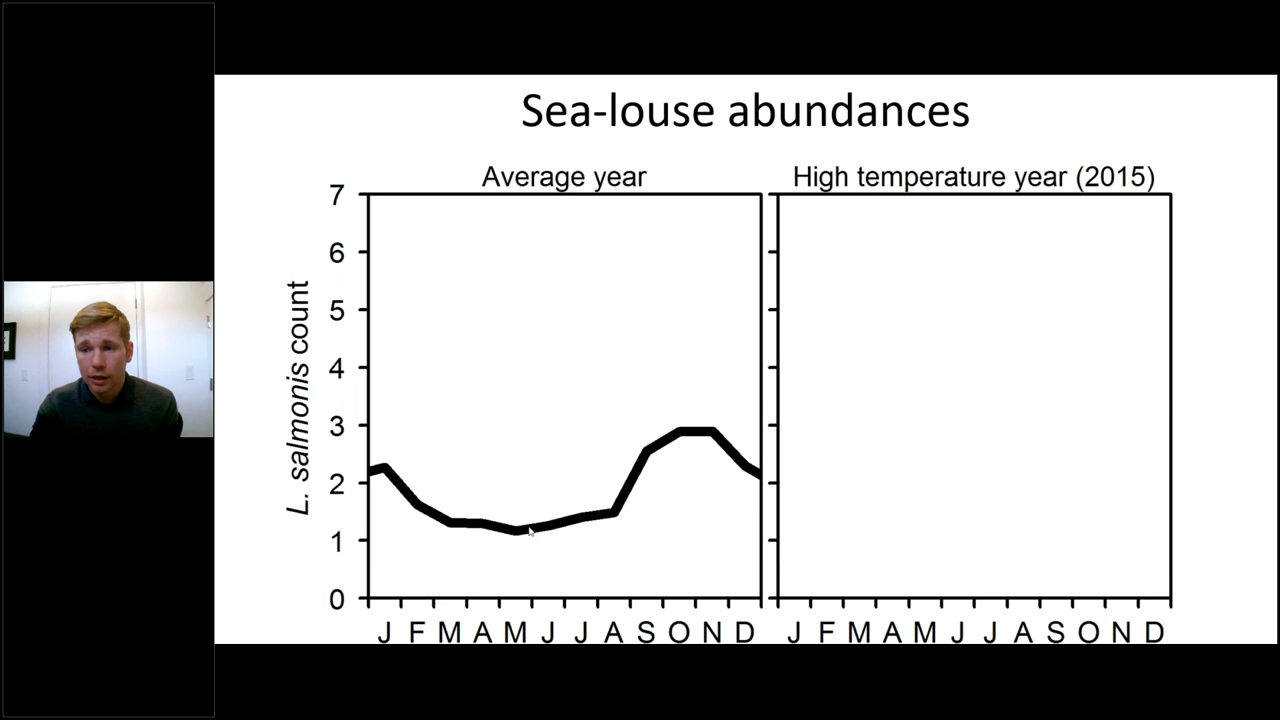 Sea-louse abundances
Average year
High temperature year (2015)
7
6
5
4
3
2
1
0
L. salmonis count
J F M A M J J A S O N D
J F M A M J J A S O N D